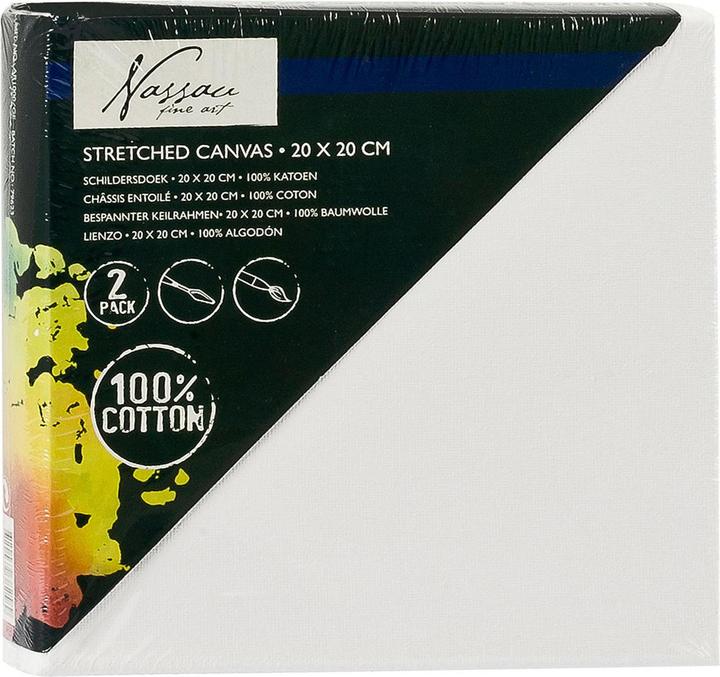 Nassau
fine art
STRETCHED CANVAS • 20 X 20 CM
SCHILDERSDOEK • 20 X 20 CM • 100% KATOEN
CHÂSSIS ENTOILÉ • 20 X 20 CM • 100% COTON
BESPANNTER KEILRAHMEN• 20 X 20 CM • 100% BAUMWOLLE
LIENZO • 20 X 20 CM • 100% ALGODÓN
2
PACK
100%
COTTON